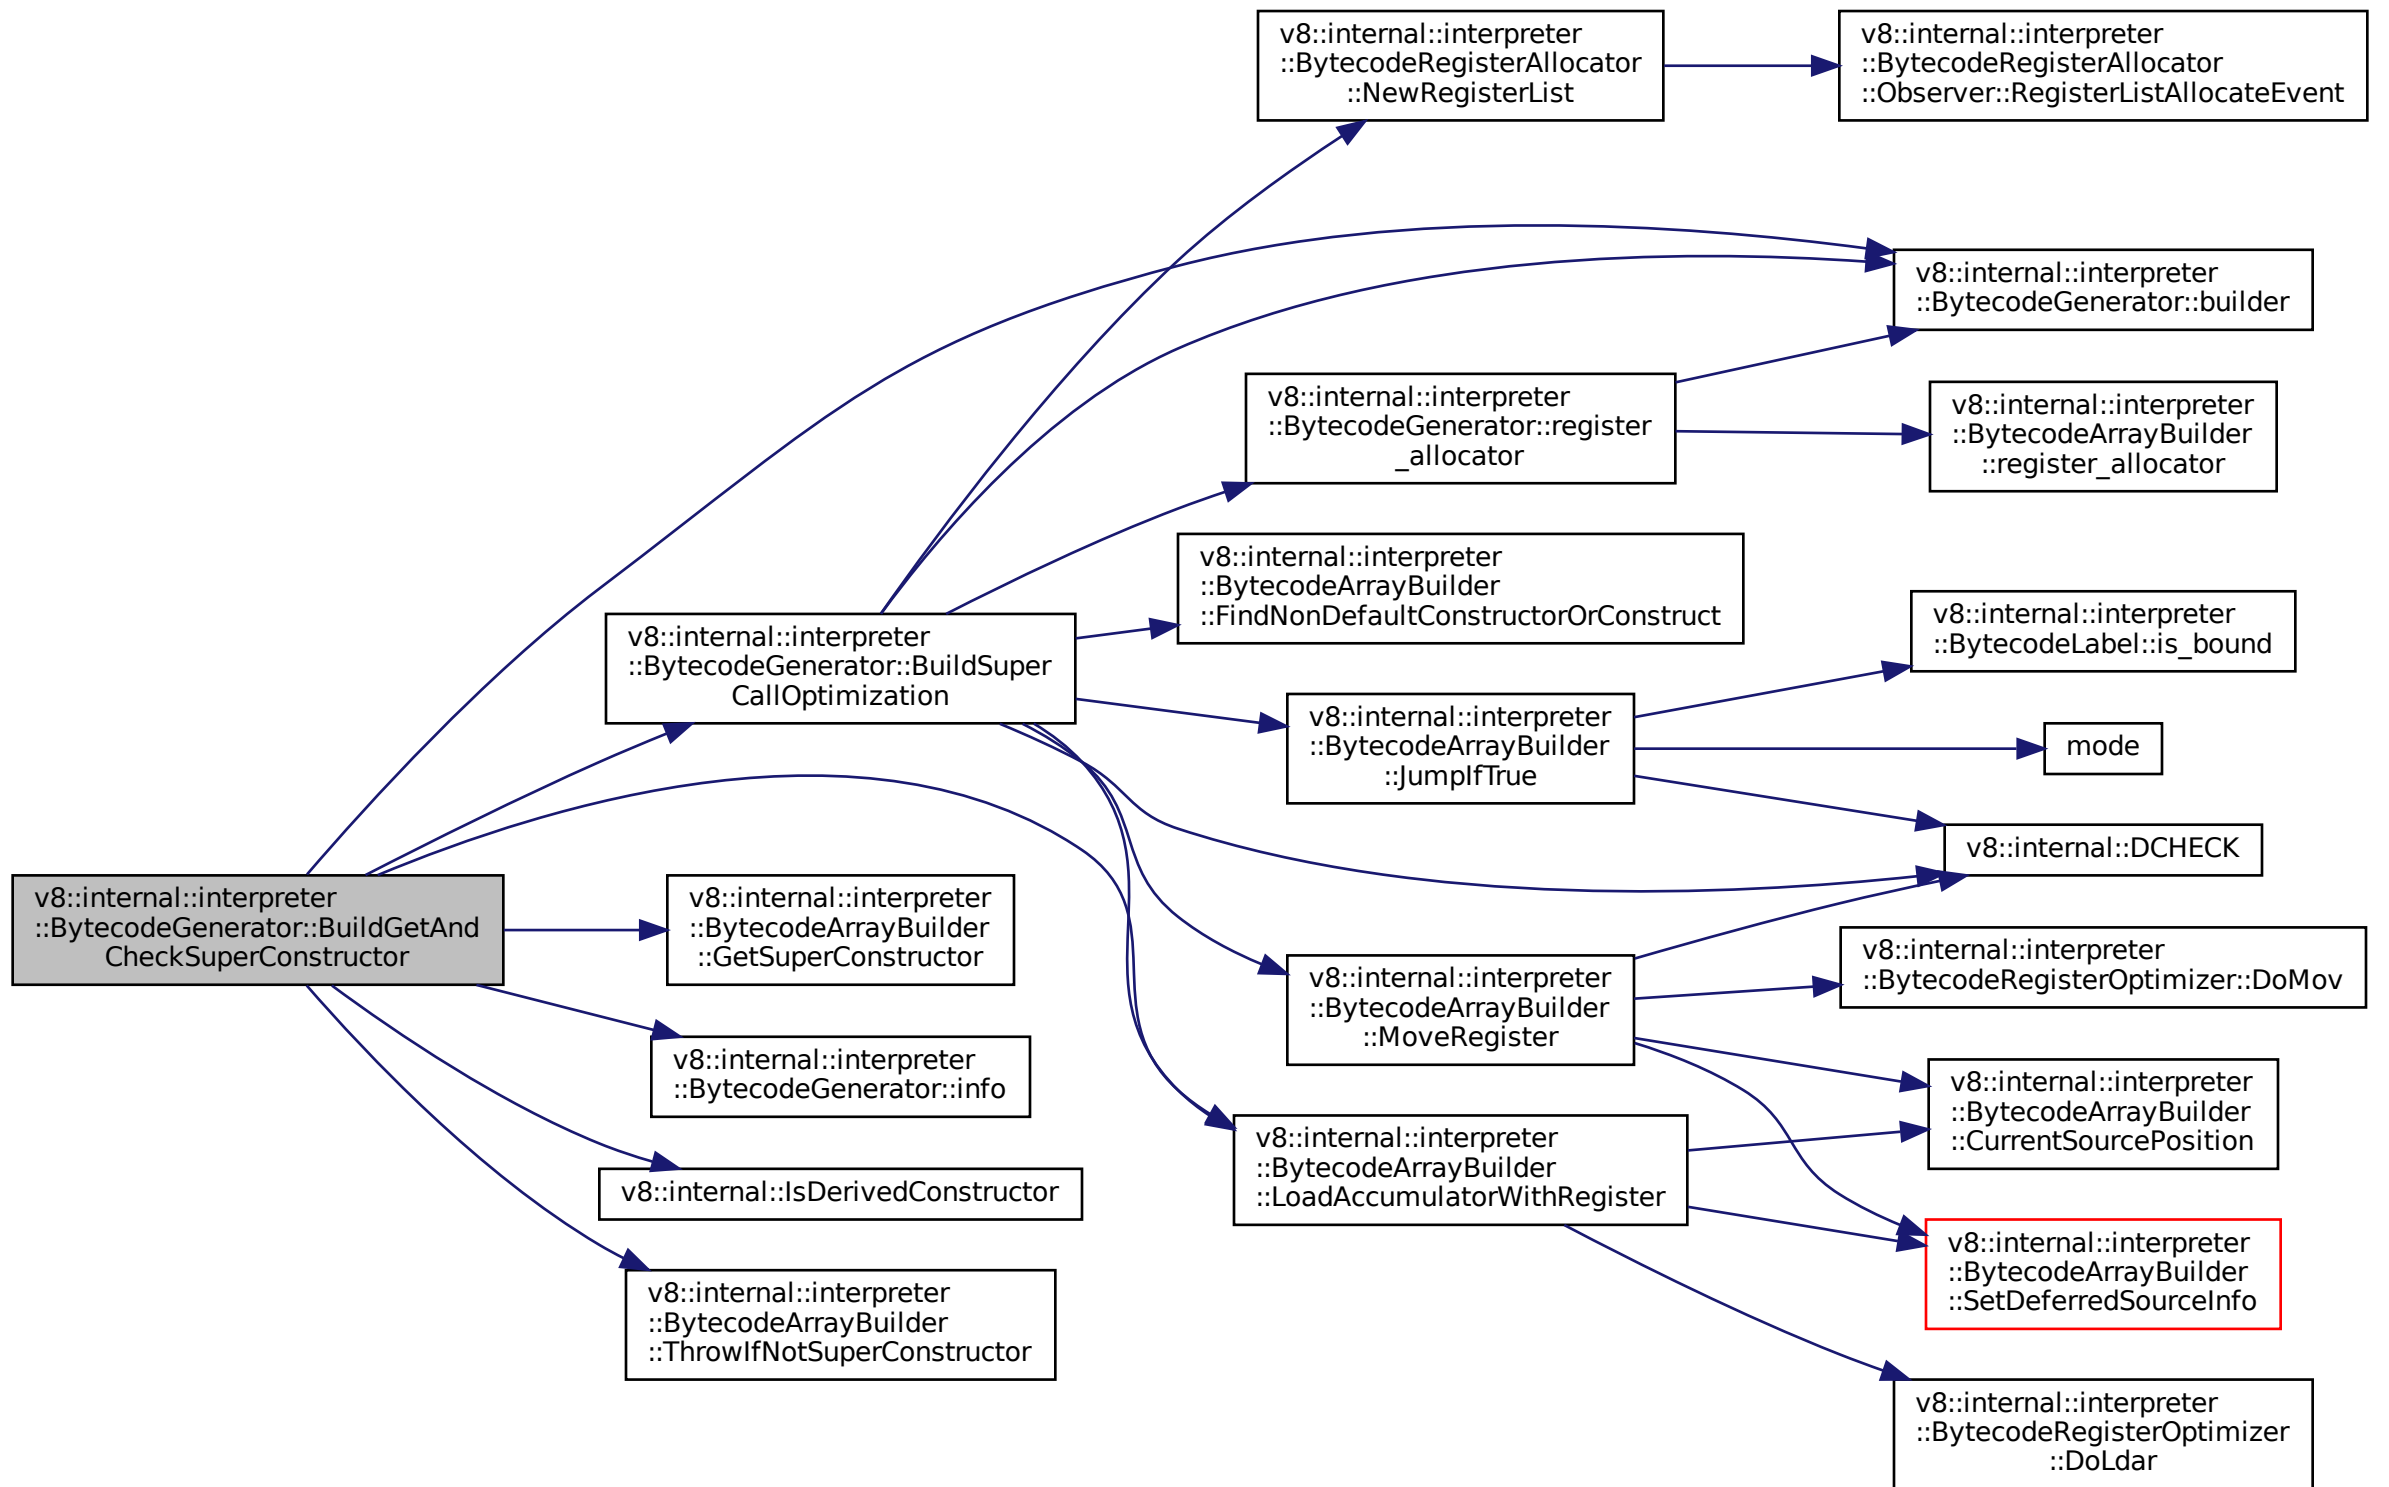 v8::internal::interpreter
::BytecodeRegisterAllocator
::NewRegisterList
v8::internal::interpreter
::BytecodeRegisterAllocator
::Observer::RegisterListAllocateEvent
v8::internal::interpreter
::BytecodeGenerator::builder
v8::internal::interpreter
::BytecodeGenerator::register
_allocator
v8::internal::interpreter
::BytecodeArrayBuilder
::register_allocator
v8::internal::interpreter
::BytecodeArrayBuilder
::FindNonDefaultConstructorOrConstruct
v8::internal::interpreter
::BytecodeLabel::is_bound
v8::internal::interpreter
::BytecodeGenerator::BuildSuper
CallOptimization
v8::internal::interpreter
::BytecodeArrayBuilder
::JumpIfTrue
mode
v8::internal::DCHECK
v8::internal::interpreter
::BytecodeGenerator::BuildGetAnd
CheckSuperConstructor
v8::internal::interpreter
::BytecodeArrayBuilder
::GetSuperConstructor
v8::internal::interpreter
::BytecodeRegisterOptimizer::DoMov
v8::internal::interpreter
::BytecodeArrayBuilder
::MoveRegister
v8::internal::interpreter
::BytecodeGenerator::info
v8::internal::interpreter
::BytecodeArrayBuilder
::CurrentSourcePosition
v8::internal::interpreter
::BytecodeArrayBuilder
::LoadAccumulatorWithRegister
v8::internal::IsDerivedConstructor
v8::internal::interpreter
::BytecodeArrayBuilder
::SetDeferredSourceInfo
v8::internal::interpreter
::BytecodeArrayBuilder
::ThrowIfNotSuperConstructor
v8::internal::interpreter
::BytecodeRegisterOptimizer
::DoLdar